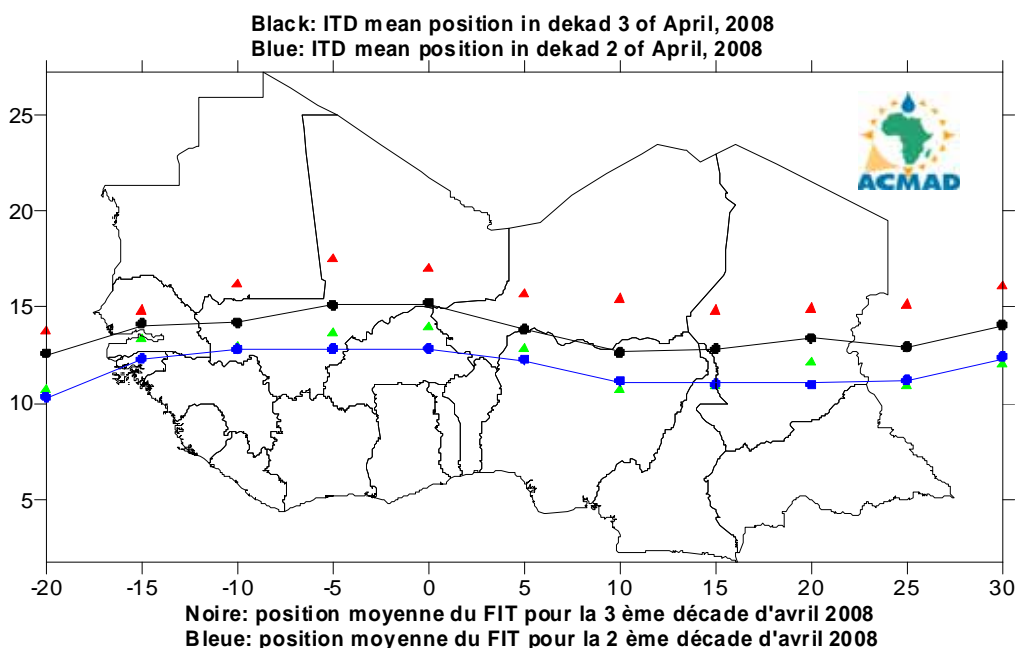 Black: ITD mean position in dekad 3 of April, 2008
Blue: ITD mean position in dekad 2 of April, 2008
25
20
15
10
5
ACMAD
-20 -15 -10 -5 0 5 10 15 20 25 30
Noire: position moyenne du FIT pour la 3 ème décade d'avril 2008
Bleue: position moyenne du FIT pour la 2 ème décade d'avril 2008